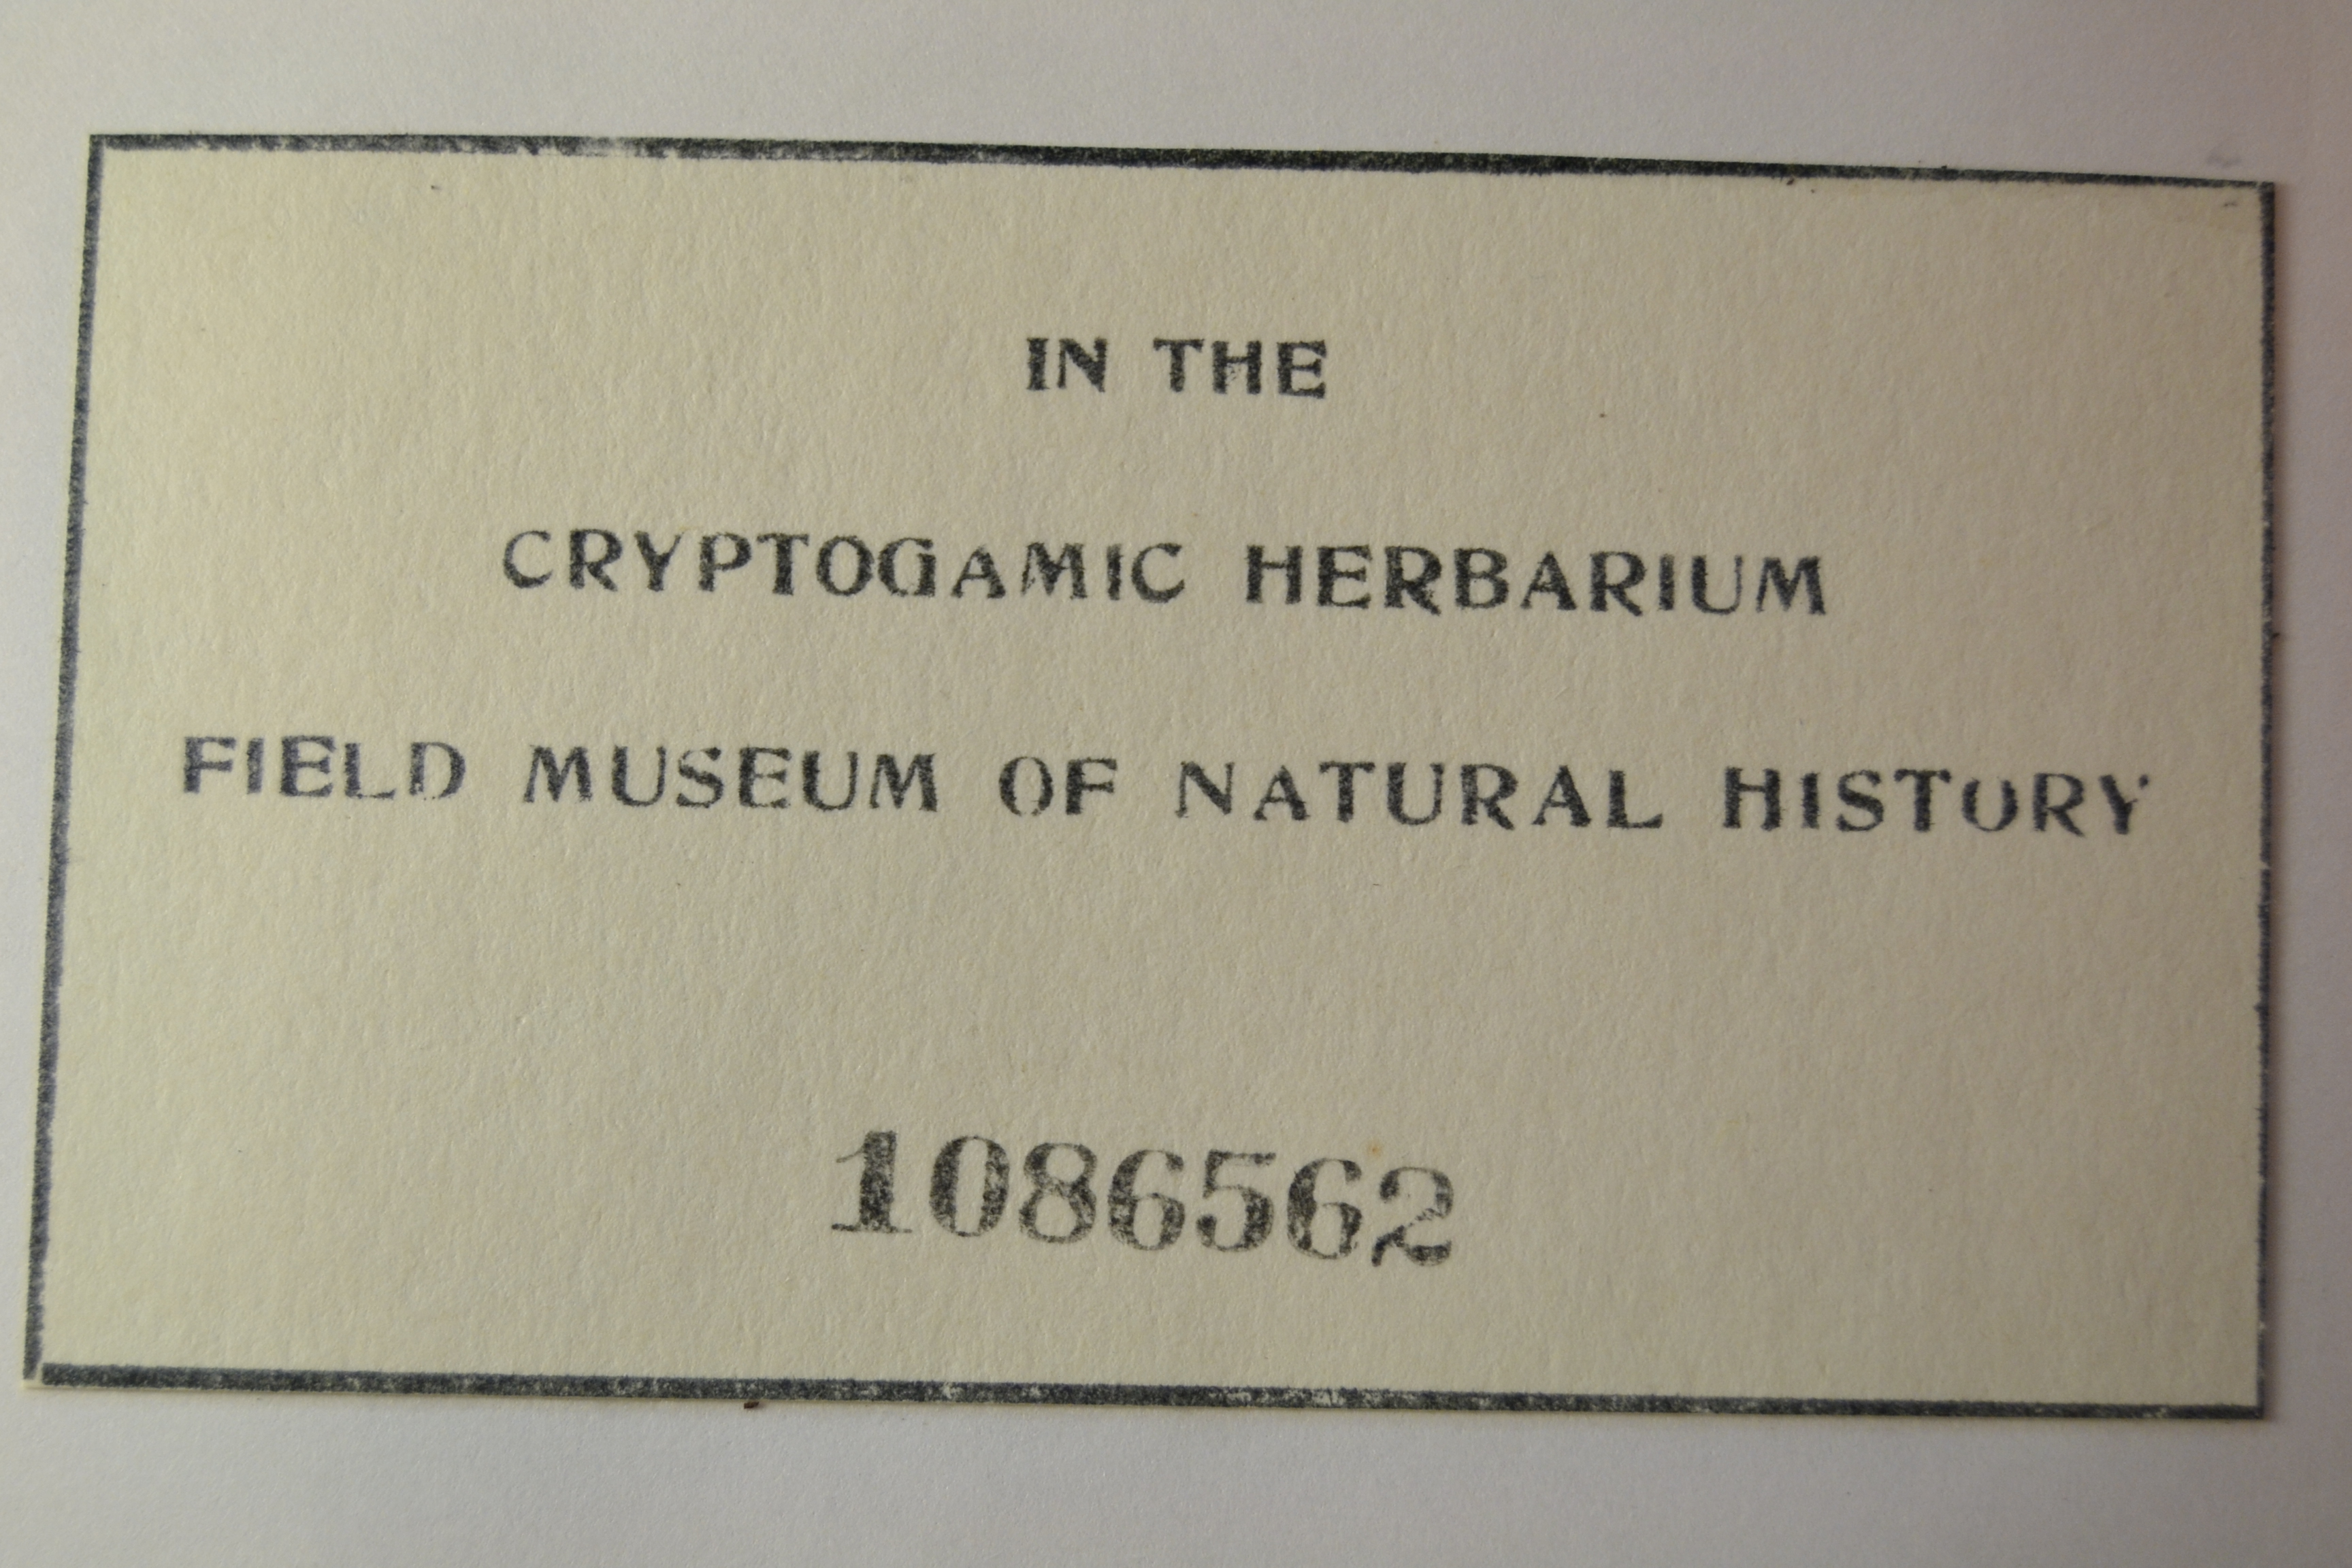 IN THE
CRYPTOGAMIC HERBARIUM
FIELD MUSEUM OF NATURAL HISTORY
1086562